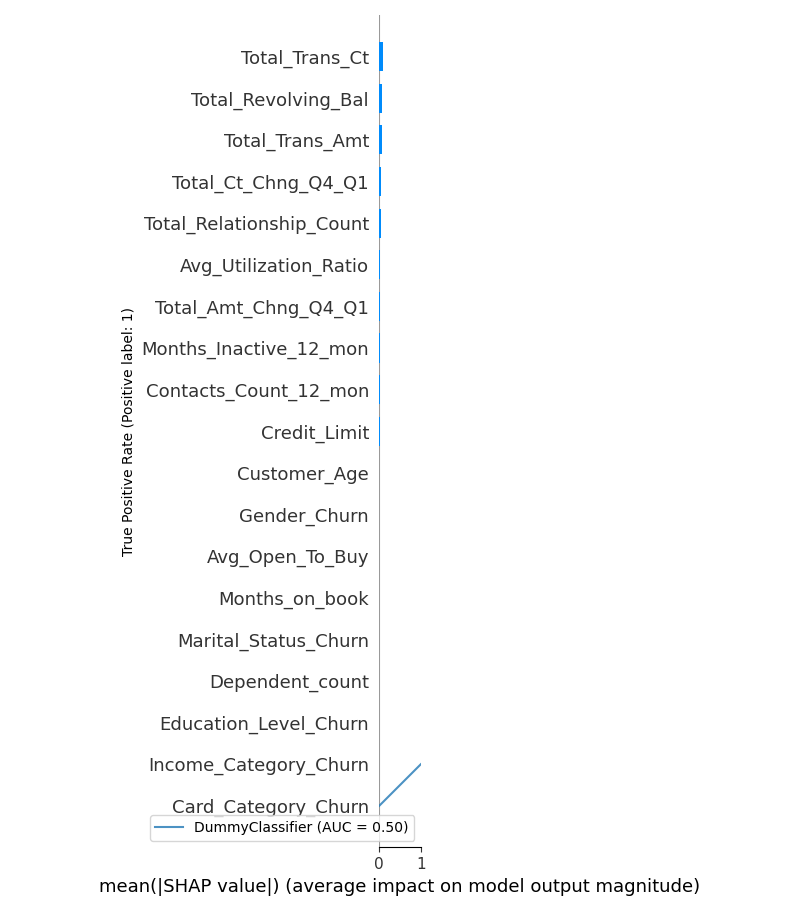 Total_Trans_Ct
Total_Revolving_Bal
Total_Trans_Amt
Total_Ct_Chng_Q4_Q1
Total_Relationship_Count
Avg_Utilization_Ratio
Total_Amt_Chng_Q4_Q1
Months_Inactive_12_mon
Contacts_Count_12_mon
Credit_Limit
Customer_Age
Gender_Churn
Avg_Open_To_Buy
Months_on_book
Marital_Status_Churn
Dependent_count
Education_Level_Churn
Income_Category_Churn
Card_Category_Churn
True Positive Rate (Positive label: 1)
DummyClassifier (AUC = 0.50)
0 1
mean(|SHAP value|) (average impact on model output magnitude)